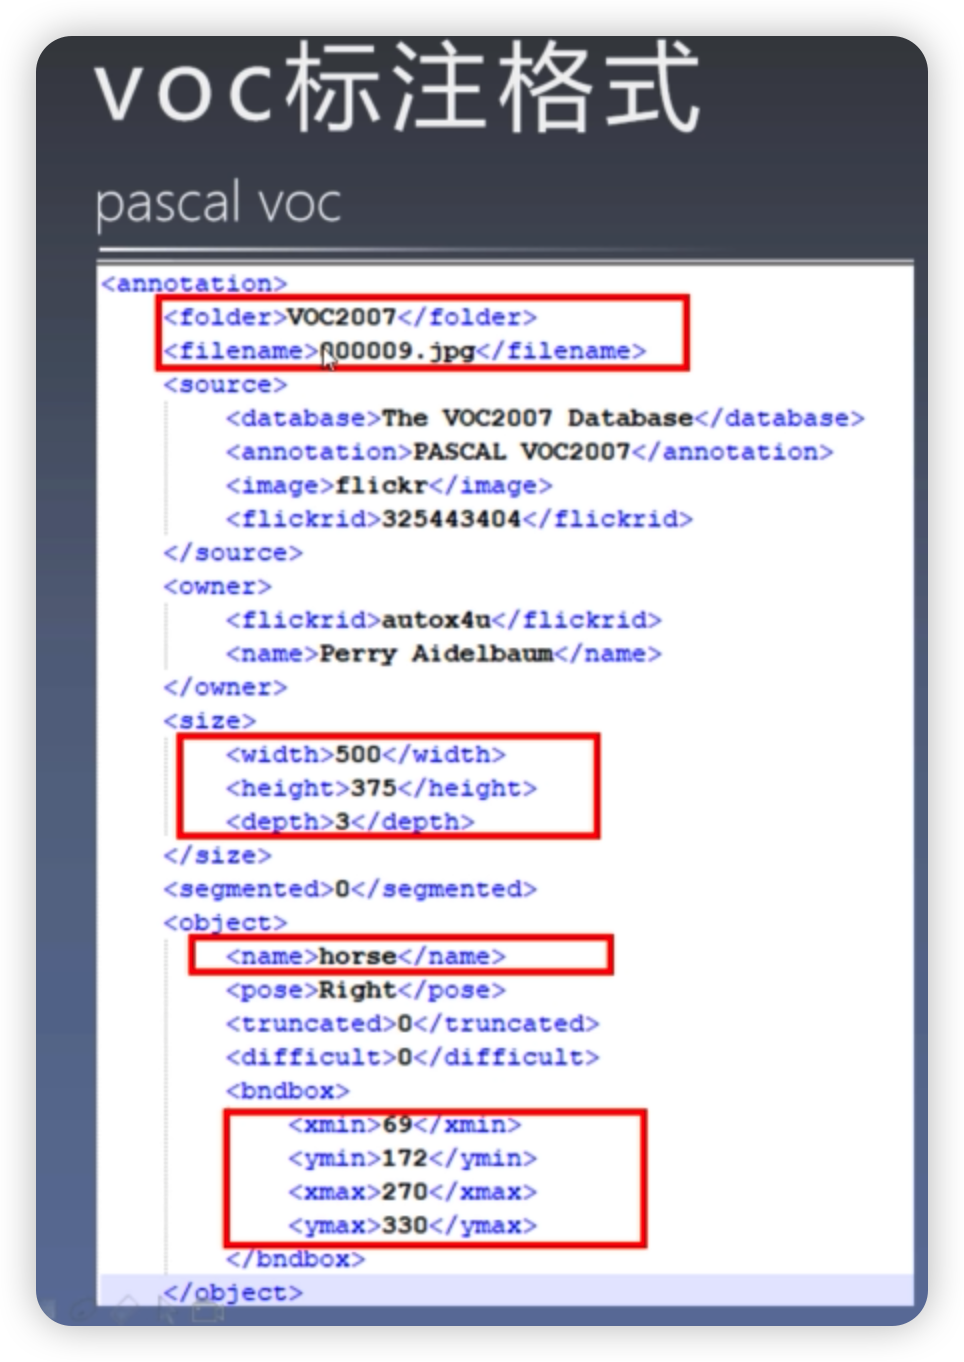 voc标注格式
pascal voc
<annotation>
<folder>VOC2007</folder>
<filename>000009.jpg</filename>
<source>
<database>The VOC2007 Database</database>
<annotation>PASCAL VOC2007</annotation>
<image>flickr</image>
<flickrid>325443404</flickrid>
</source>
<owner>
<flickrid>autox4u</flickrid>
<name>Perry Aidelbaum</name>
</owner>
<size>
<width>500</width>
<height>375</height>
<depth>3</depth>
</size>
<segmented>0</segmented>
<object>
<name>horse</name>
<pose>Right</pose>
<truncated>0</truncated>
<difficult>0</difficult>
<bndbox>
<xmin>69</xmin>
<ymin>172</ymin>
<xmax>270</xmax>
<ymax>330</ymax>
</bndbox>
</object>